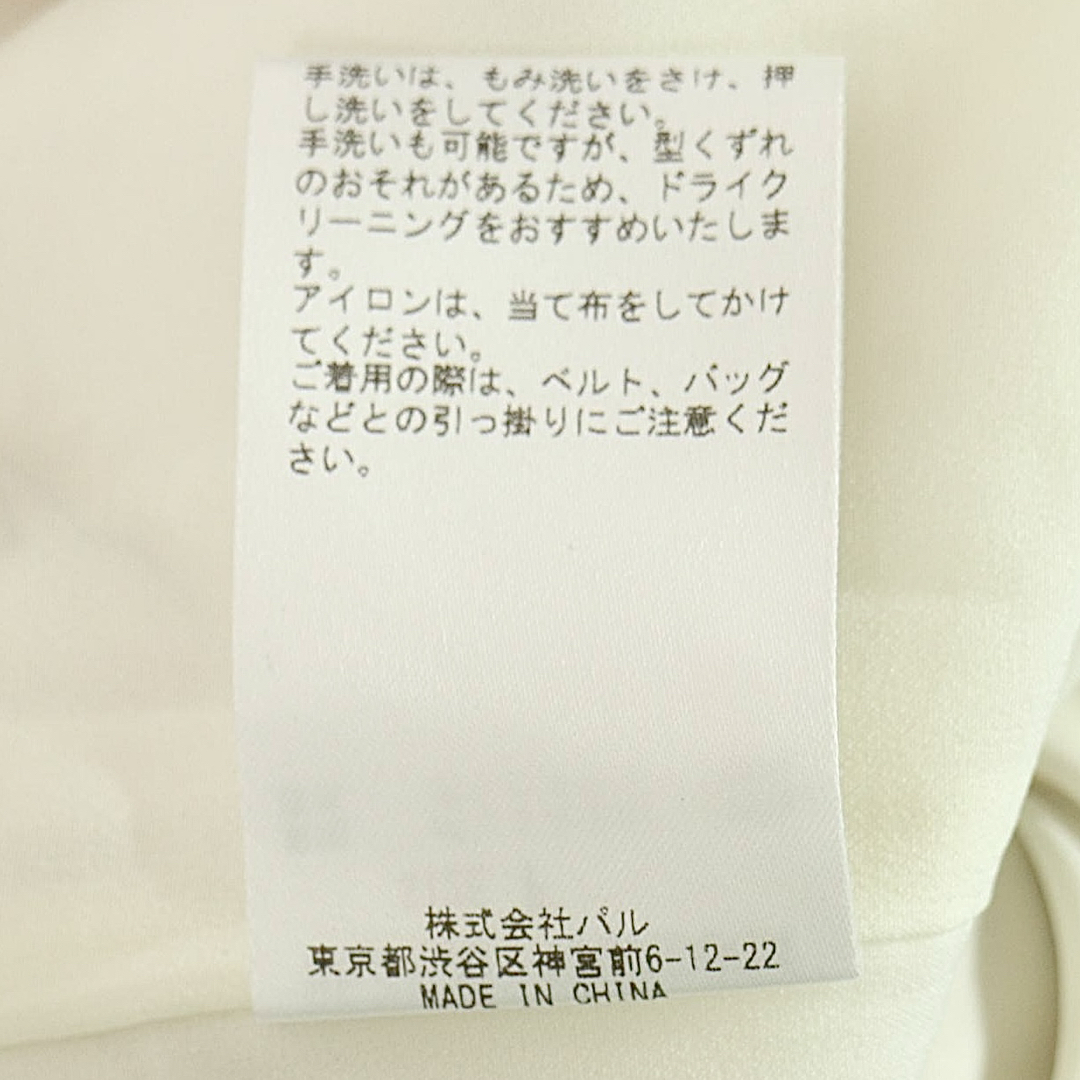 手洗いは、もみ洗いをさけ、押
し洗いをしてください。
手洗いも可能ですが、型くずれ
のおそれがあるため、ドライク
リーニングをおすすめいたしま
す。
アイロンは、当て布をしてかけ
てください。
ご着用の際は、ベルト、バッグ
などとの引っ掛りにご注意くだ
さい。
株式会社パル
東京都渋谷区神宮前6-12-22
MADE IN CHINA